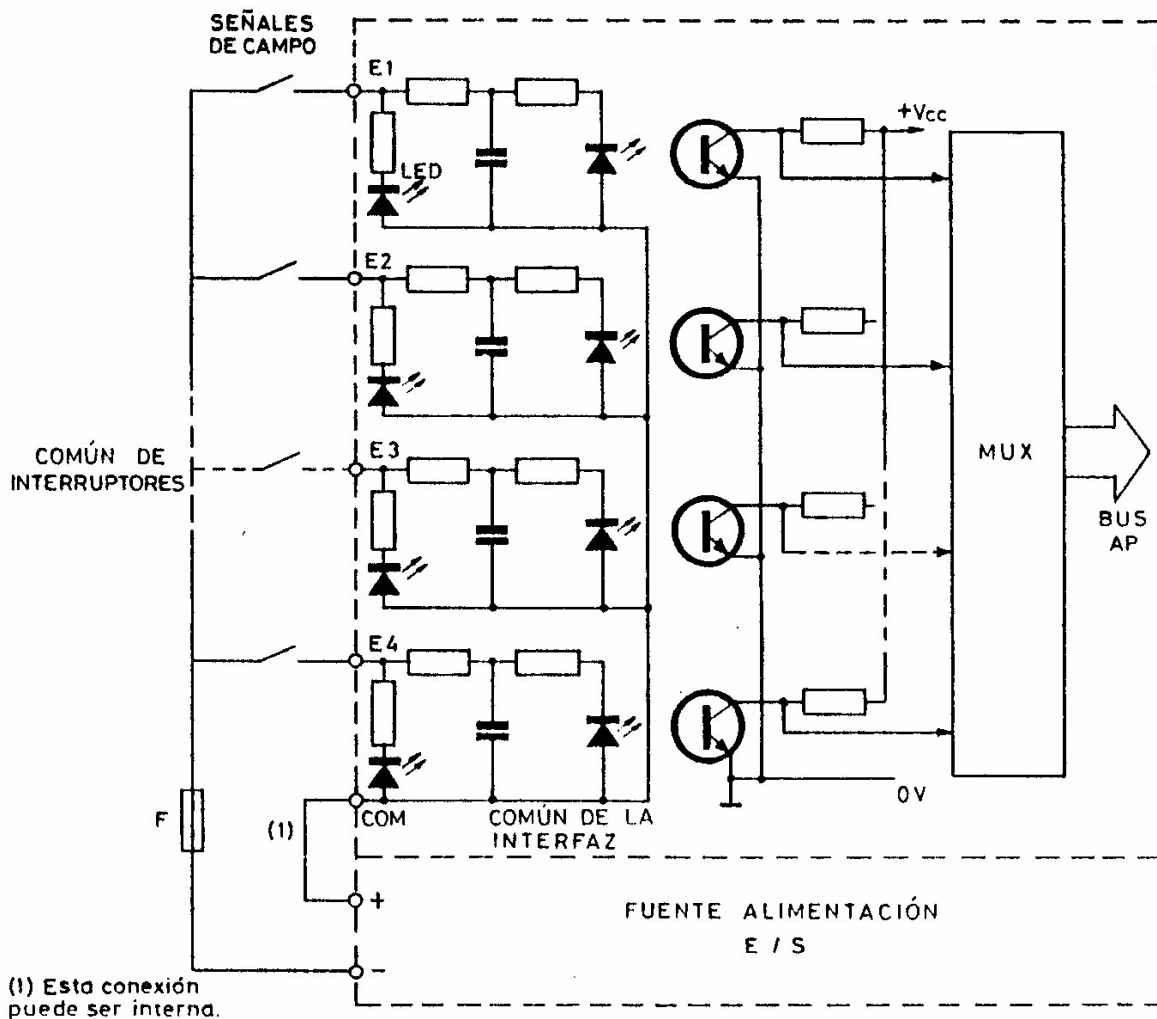 SEÑALES
DE CAMPO
E1
LED
+Vcc
E2
COMÚN DE
INTERRUPTORES
E3
MUX
BUS
AP
E4
F
(1)
COM
COMÚN DE LA
INTERFAZ
0V
+
FUENTE ALIMENTACIÓN
E / S
-
(1) Esta conexión
puede ser interna.